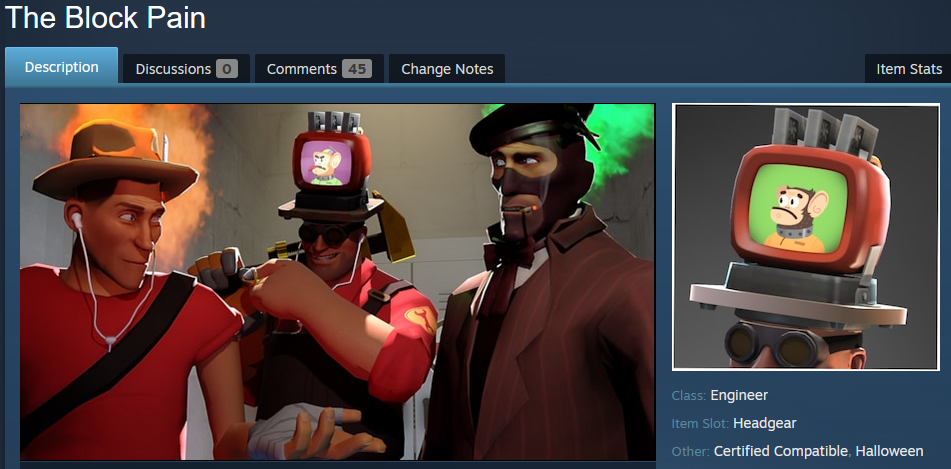 The Block Pain
Description
Discussions 0
Comments 45
Change Notes
Item Stats
Class: Engineer
Item Slot: Headgear
Other: Certified Compatible, Halloween